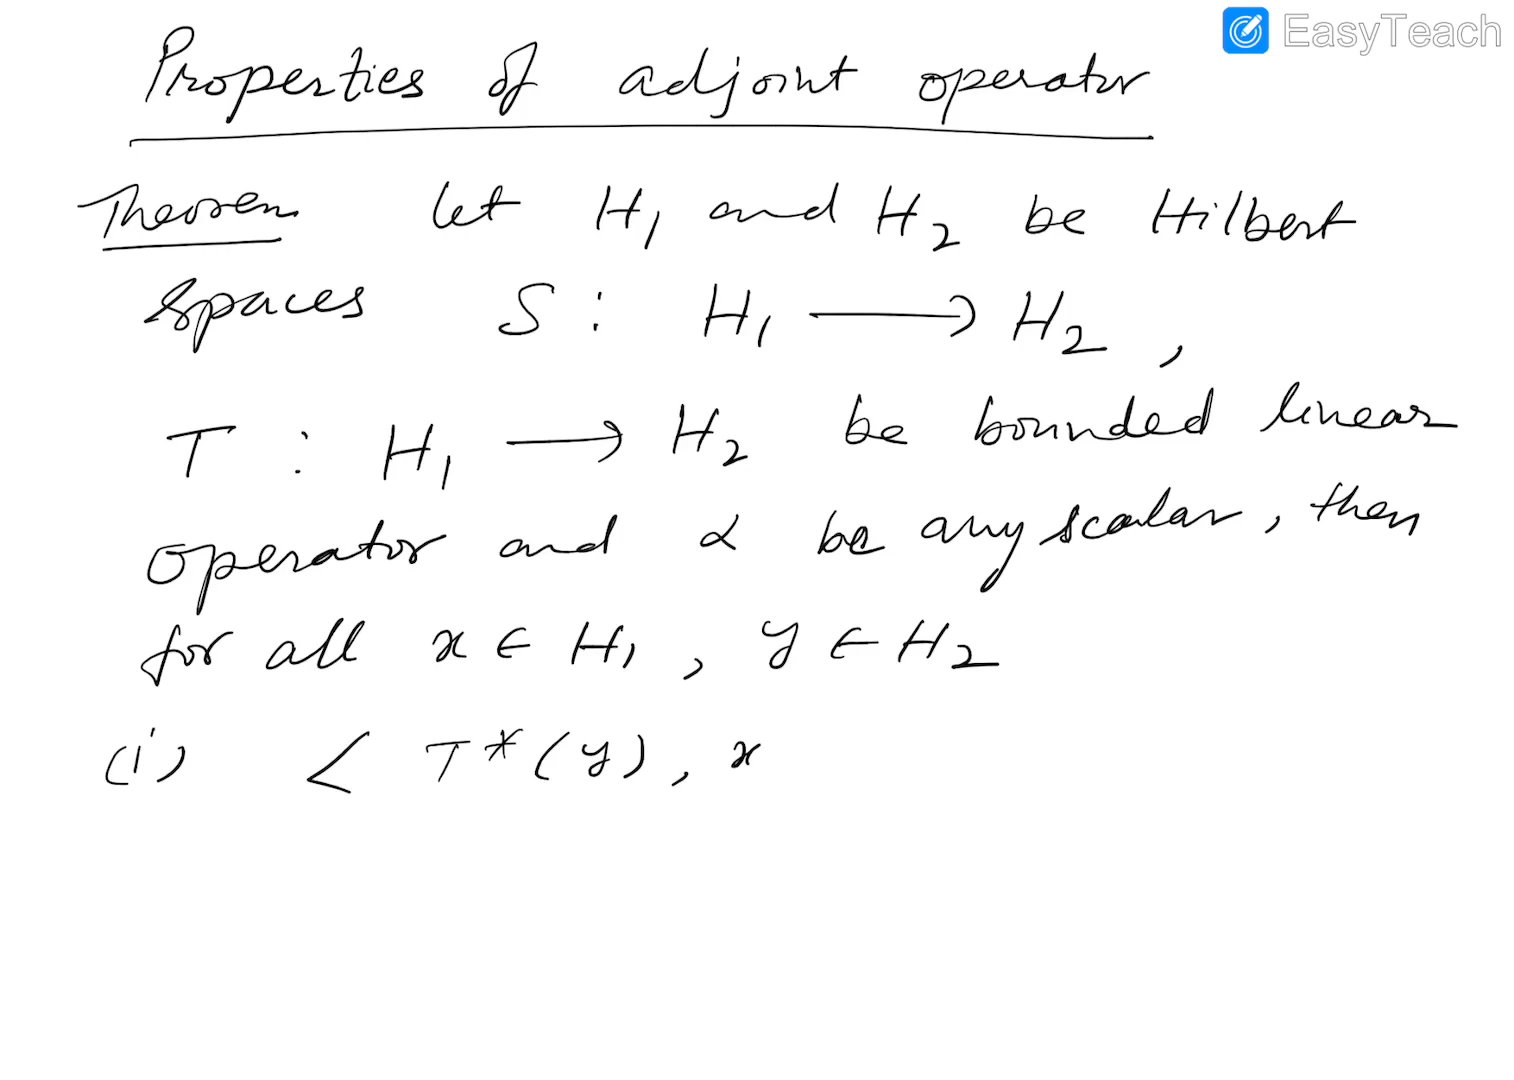 EasyTeach
Properties of adjoint operator
Theorem let H₁ and H₂ be Hilbert
spaces S : H₁ ⟶ H₂ ,
T : H₁ ⟶ H₂ be bounded linear
operator and α be any scalar, then
for all x ∈ H₁ , y ∈ H₂
(i) < T*(y), x